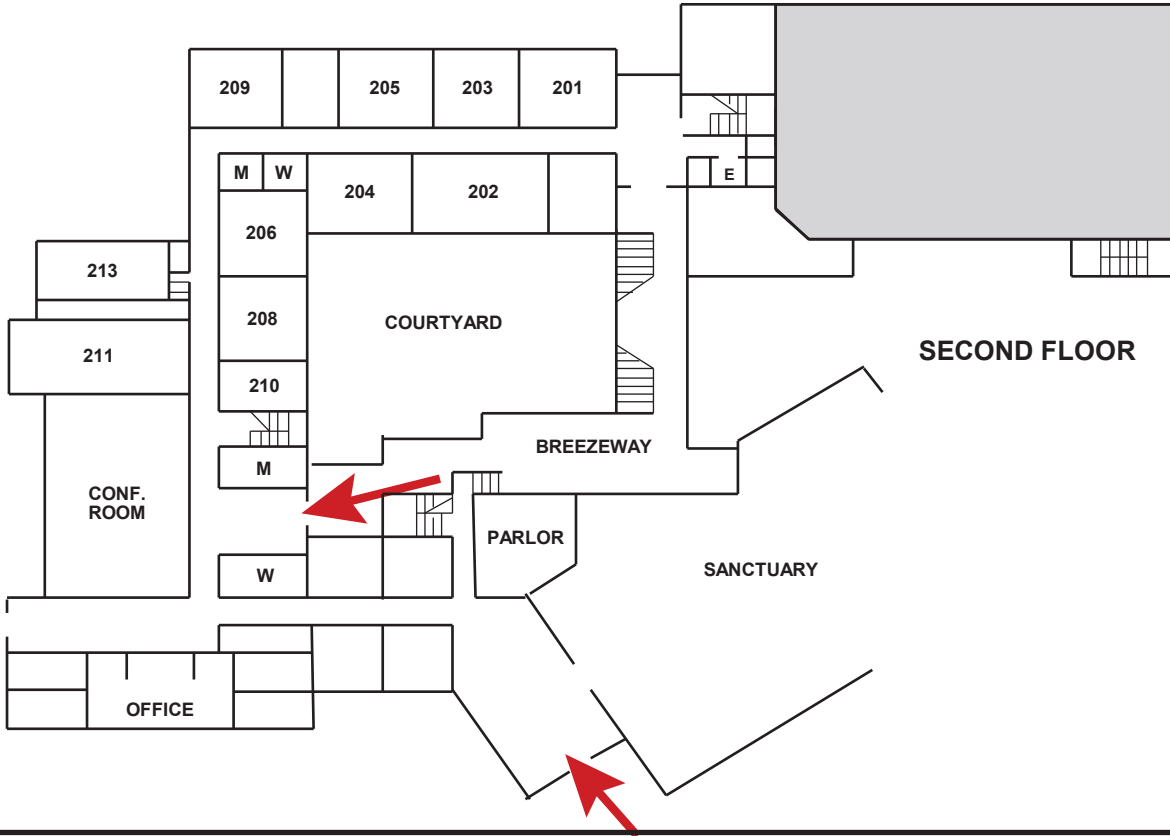 209
205
203
201
M
W
204
202
E
206
213
208
COURTYARD
211
SECOND FLOOR
210
BREEZEWAY
M
CONF.
ROOM
PARLOR
SANCTUARY
W
OFFICE